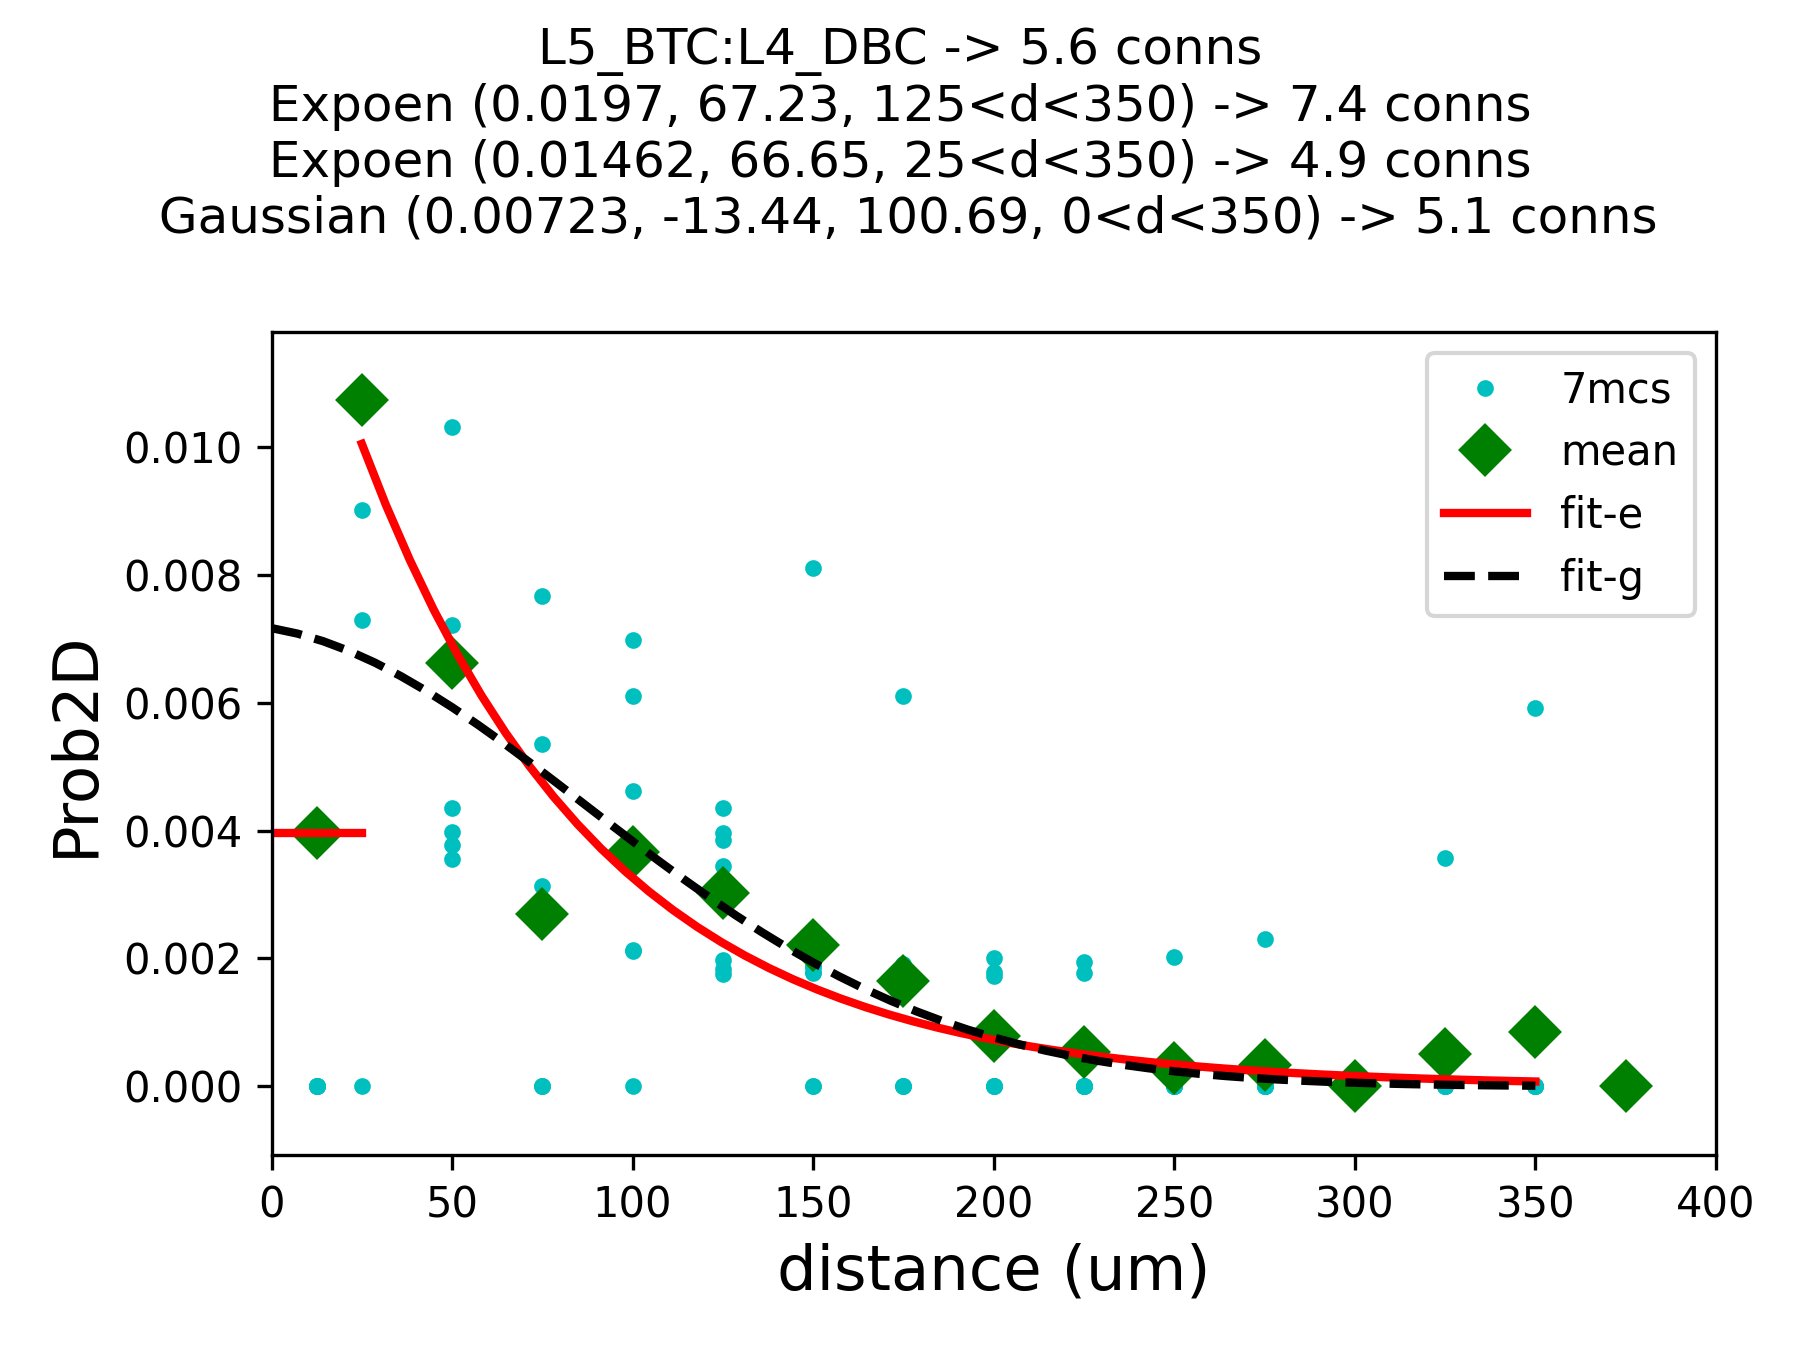 L5_BTC:L4_DBC -> 5.6 conns
Expoen (0.0197, 67.23, 125<d<350) -> 7.4 conns
Expoen (0.01462, 66.65, 25<d<350) -> 4.9 conns
Gaussian (0.00723, -13.44, 100.69, 0<d<350) -> 5.1 conns
7mcs
mean
fit-e
fit-g
Prob2D
0.010
0.008
0.006
0.004
0.002
0.000
0 50 100 150 200 250 300 350 400
distance (um)